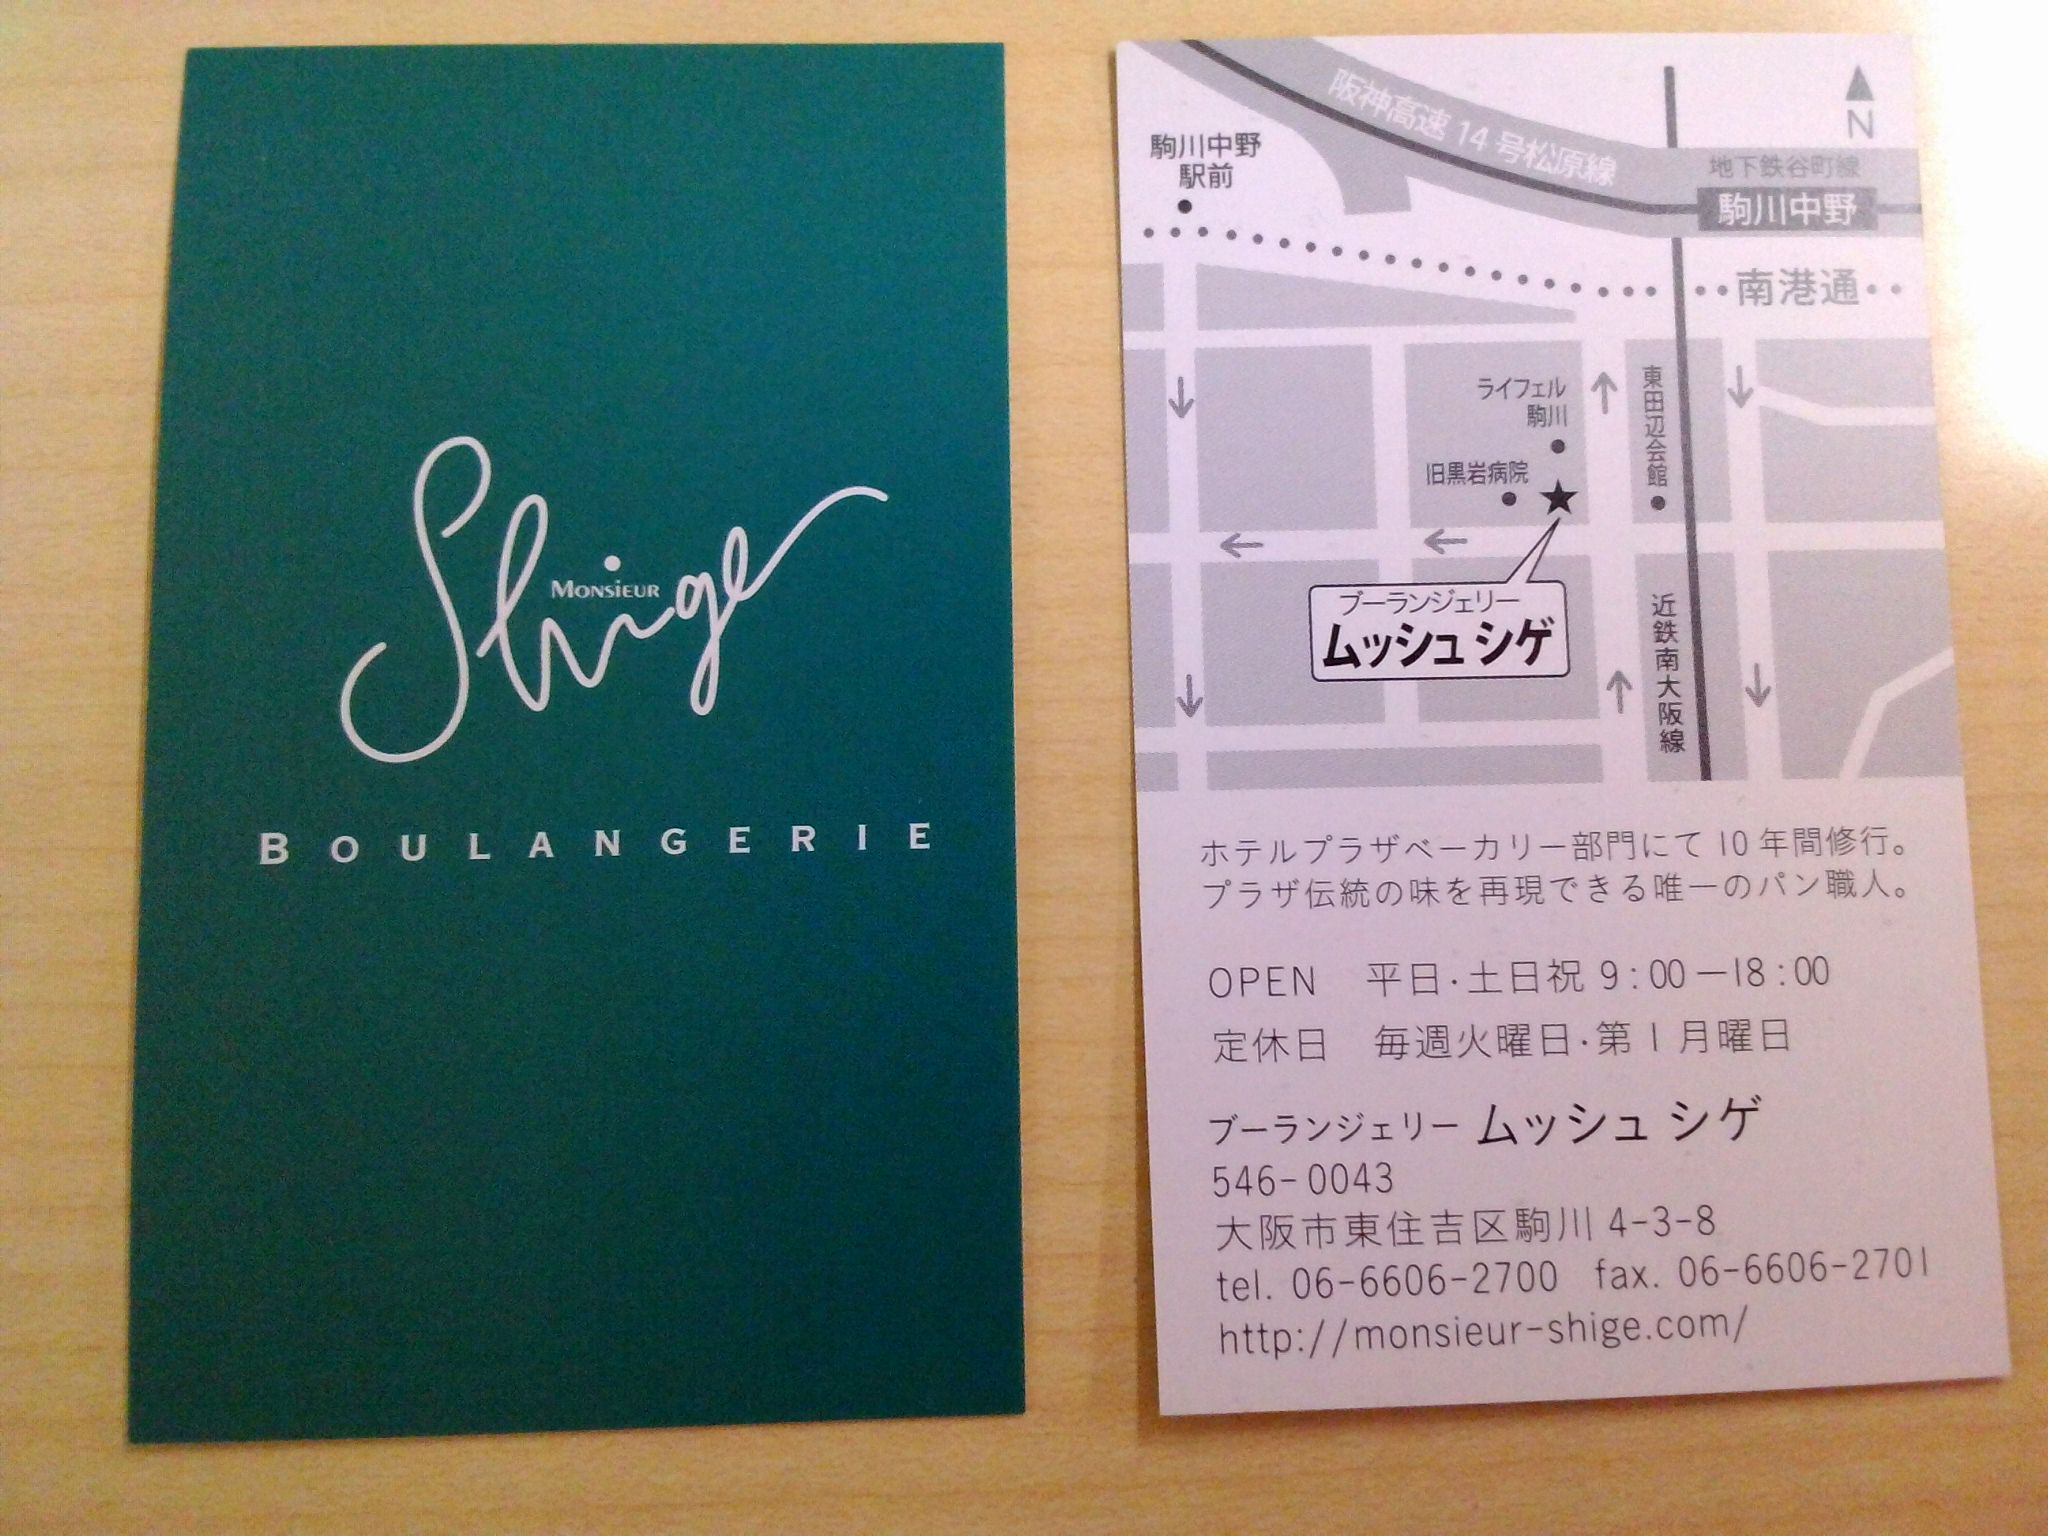 Shige
MONSIEUR
BOULANGERIE
阪神高速14号松原線
N
駒川中野
駅前
地下鉄谷町線
駒川中野
南港通
ライフェル
駒川
東田辺会館
旧黒岩病院
ブーランジェリー
ムッシュ シゲ
近鉄南大阪線
ホテルプラザベーカリー部門にて10年間修行。
プラザ伝統の味を再現できる唯一のパン職人。
OPEN 平日·土日祝 9:00－18:00
定休日 毎週火曜日·第1月曜日
ブーランジェリー ムッシュ シゲ
546-0043
大阪市東住吉区駒川 4-3-8
tel. 06-6606-2700 fax. 06-6606-2701
http://monsieur-shige.com/